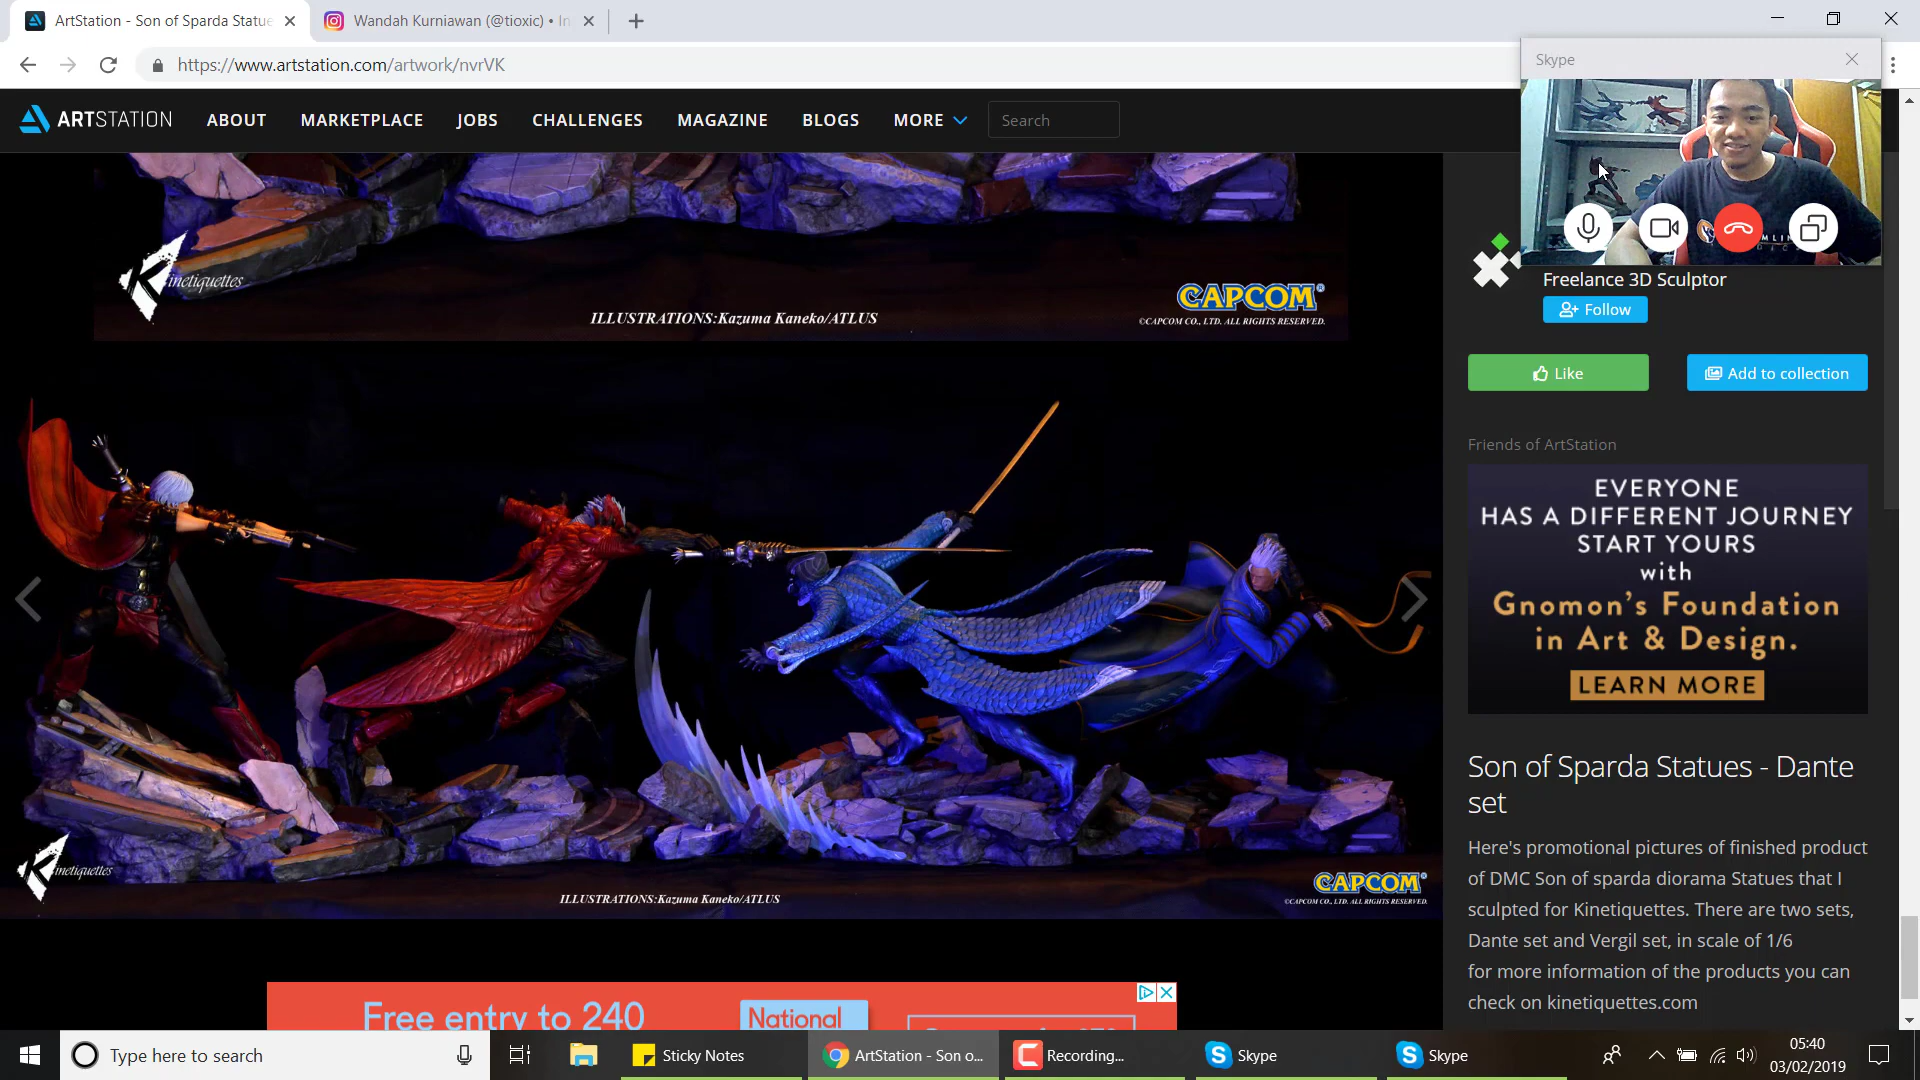 ArtStation - Son of Sparda Statue
Wandah Kurniawan (@tioxic) • In
https://www.artstation.com/artwork/nvrVK
Skype
ARTSTATION
ABOUT
MARKETPLACE
JOBS
CHALLENGES
MAGAZINE
BLOGS
MORE
Search
Kinetiquettes
ILLUSTRATIONS:Kazuma Kaneko/ATLUS
CAPCOM®
©CAPCOM CO., LTD. ALL RIGHTS RESERVED.
Freelance 3D Sculptor
Follow
Like
Add to collection
Friends of ArtStation
EVERYONE
HAS A DIFFERENT JOURNEY
START YOURS
with
Gnomon's Foundation
in Art & Design.
LEARN MORE
Kinetiquettes
ILLUSTRATIONS:Kazuma Kaneko/ATLUS
CAPCOM®
©CAPCOM CO., LTD. ALL RIGHTS RESERVED.
Son of Sparda Statues - Dante
set
Here's promotional pictures of finished product
of DMC Son of sparda diorama Statues that I
sculpted for Kinetiquettes. There are two sets,
Dante set and Vergil set, in scale of 1/6
for more information of the products you can
check on kinetiquettes.com
Free entry to 240
National
Type here to search
Sticky Notes
ArtStation - Son o...
Recording...
Skype
Skype
05:40
03/02/2019